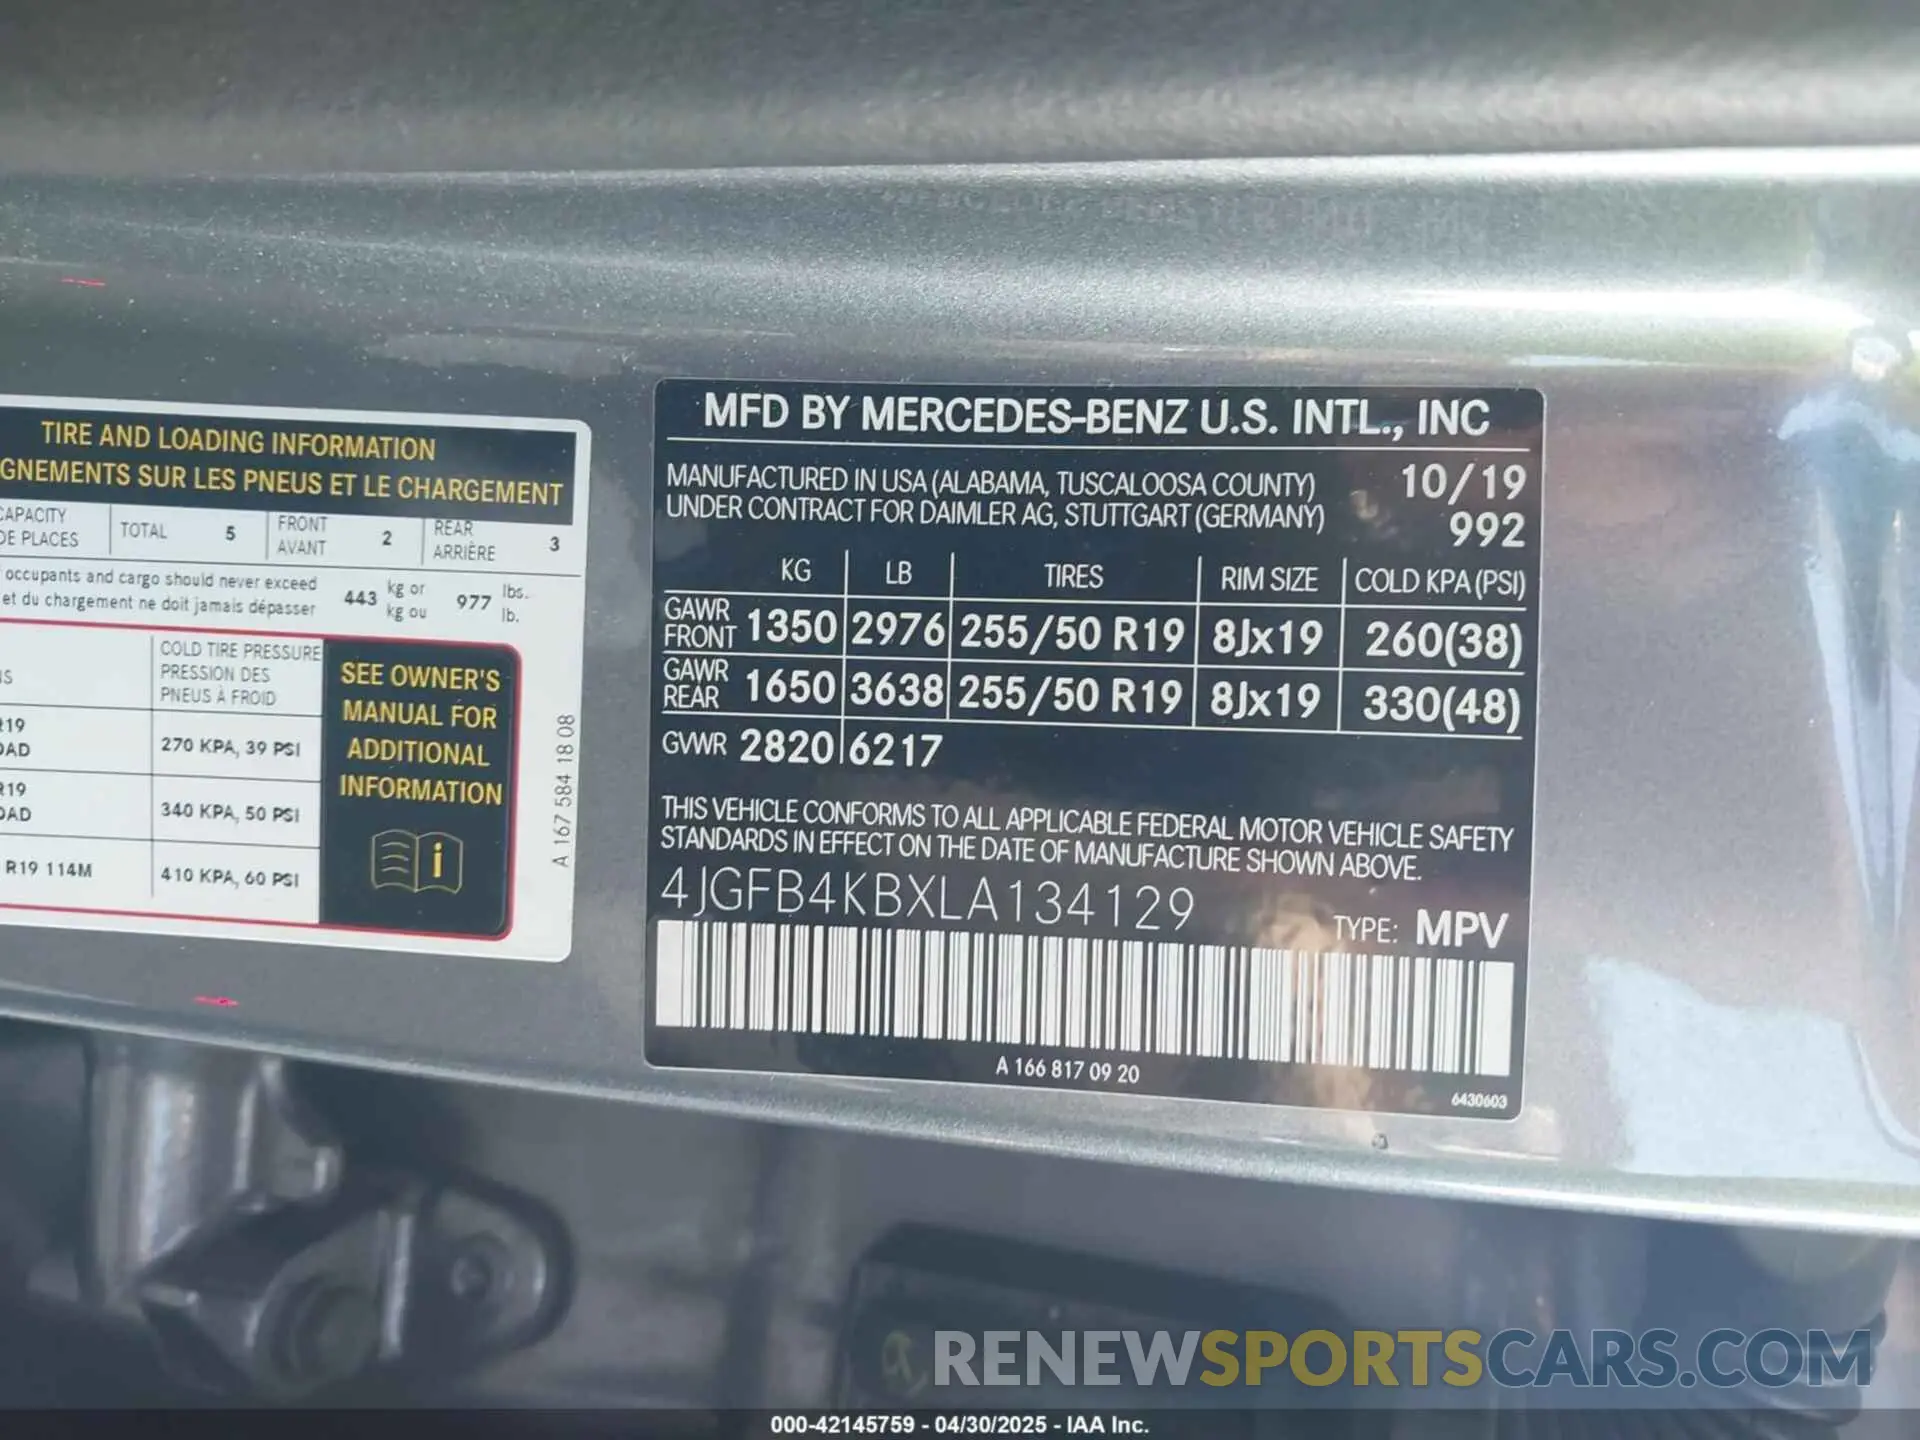 TIRE AND LOADING INFORMATION
GNEMENTS SUR LES PNEUS ET LE CHARGEMENT
CAPACITY
DE PLACES
TOTAL 5
FRONT
AVANT
2
REAR
ARRIÈRE
3
occupants and cargo should never exceed
et du chargement ne doit jamais dépasser
443
kg or
kg ou
977
lbs.
lb.
COLD TIRE PRESSURE
PRESSION DES
PNEUS À FROID
R19
270 KPA, 39 PSI
R19
340 KPA, 50 PSI
R19 114M
410 KPA, 60 PSI
SEE OWNER'S
MANUAL FOR
ADDITIONAL
INFORMATION
i
A 167 584 18 08
MFD BY MERCEDES-BENZ U.S. INTL., INC
MANUFACTURED IN USA (ALABAMA, TUSCALOOSA COUNTY)
UNDER CONTRACT FOR DAIMLER AG, STUTTGART (GERMANY)
10/19
992
KG LB TIRES RIM SIZE COLD KPA (PSI)
GAWR
FRONT
1350 2976 255/50 R19 8Jx19 260(38)
GAWR
REAR
1650 3638 255/50 R19 8Jx19 330(48)
GVWR 2820 6217
THIS VEHICLE CONFORMS TO ALL APPLICABLE FEDERAL MOTOR VEHICLE SAFETY
STANDARDS IN EFFECT ON THE DATE OF MANUFACTURE SHOWN ABOVE.
4JGFB4KBXLA134129
TYPE: MPV
A 166 817 09 20
6430603
RENEWSPORTSCARS.COM
000-42145759 - 04/30/2025 - IAA Inc.